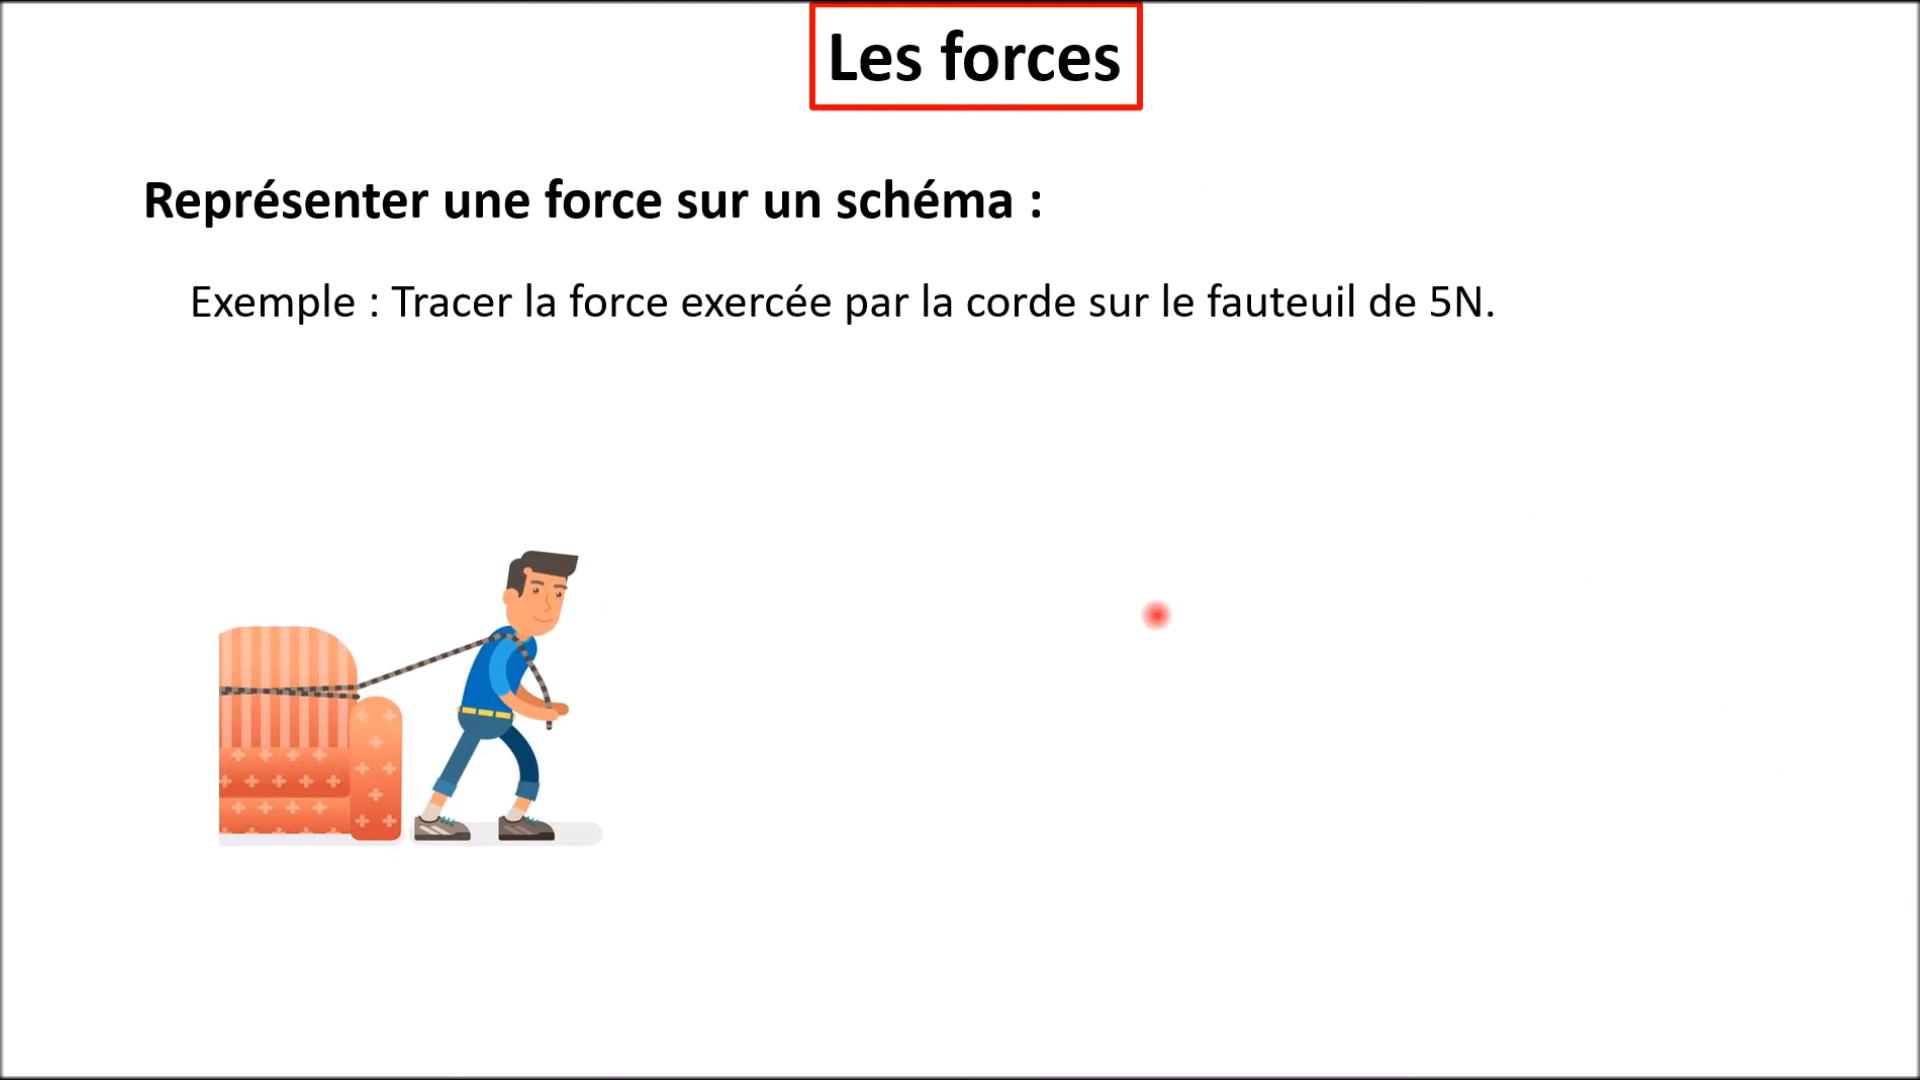 Les forces
Représenter une force sur un schéma :
Exemple : Tracer la force exercée par la corde sur le fauteuil de 5N.